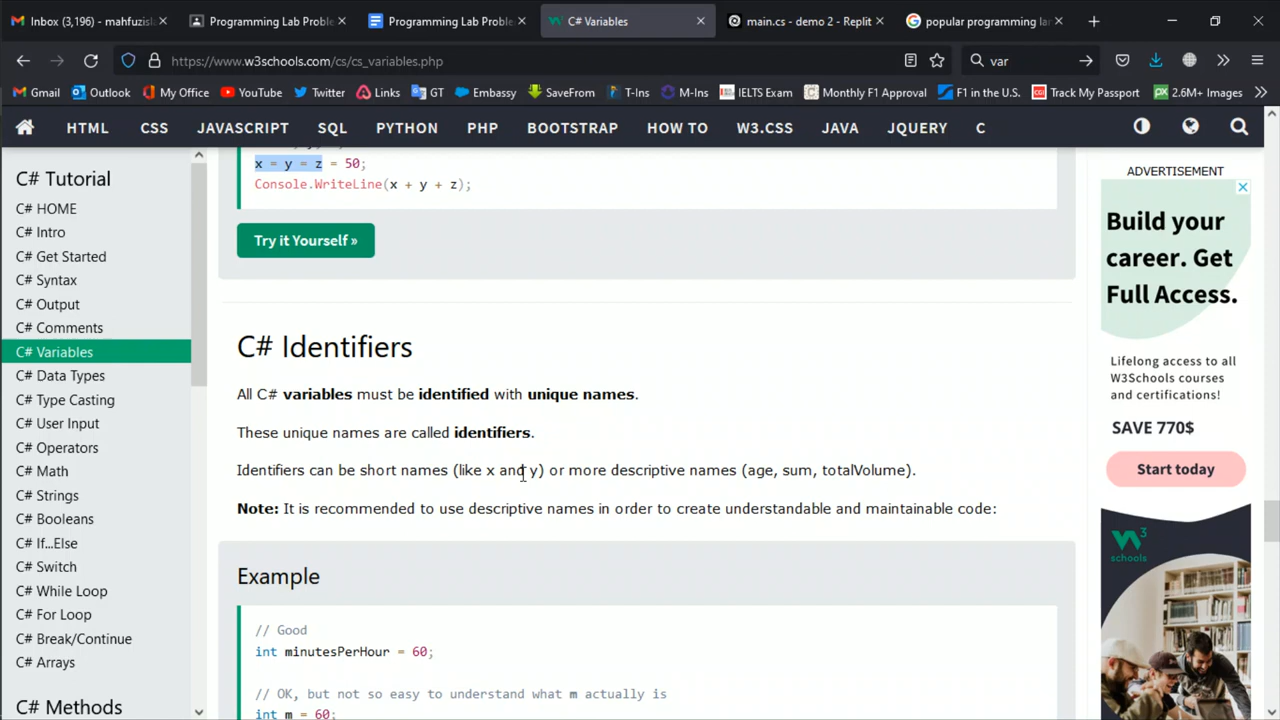 Inbox (3,196) - mahfuzisl
Programming Lab Proble
Programming Lab Proble
C# Variables
main.cs - demo 2 - Replit
popular programming la
https://www.w3schools.com/cs/cs_variables.php
var
Gmail
Outlook
My Office
YouTube
Twitter
Links
GT
Embassy
SaveFrom
T-Ins
M-Ins
IELTS Exam
Monthly F1 Approval
F1 in the U.S.
Track My Passport
2.6M+ Images
HTML
CSS
JAVASCRIPT
SQL
PYTHON
PHP
BOOTSTRAP
HOW TO
W3.CSS
JAVA
JQUERY
C
C# Tutorial
C# HOME
C# Intro
C# Get Started
C# Syntax
C# Output
C# Comments
C# Variables
C# Data Types
C# Type Casting
C# User Input
C# Operators
C# Math
C# Strings
C# Booleans
C# If...Else
C# Switch
C# While Loop
C# For Loop
C# Break/Continue
C# Arrays
C# Methods
x = y = z = 50;
Console.WriteLine(x + y + z);
Try it Yourself »
C# Identifiers
All C# variables must be identified with unique names.
These unique names are called identifiers.
Identifiers can be short names (like x and y) or more descriptive names (age, sum, totalVolume).
Note: It is recommended to use descriptive names in order to create understandable and maintainable code:
Example
// Good
int minutesPerHour = 60;
// OK, but not so easy to understand what m actually is
int m = 60;
ADVERTISEMENT
Build your
career. Get
Full Access.
Lifelong access to all
W3Schools courses
and certifications!
SAVE 770$
Start today
W3
schools